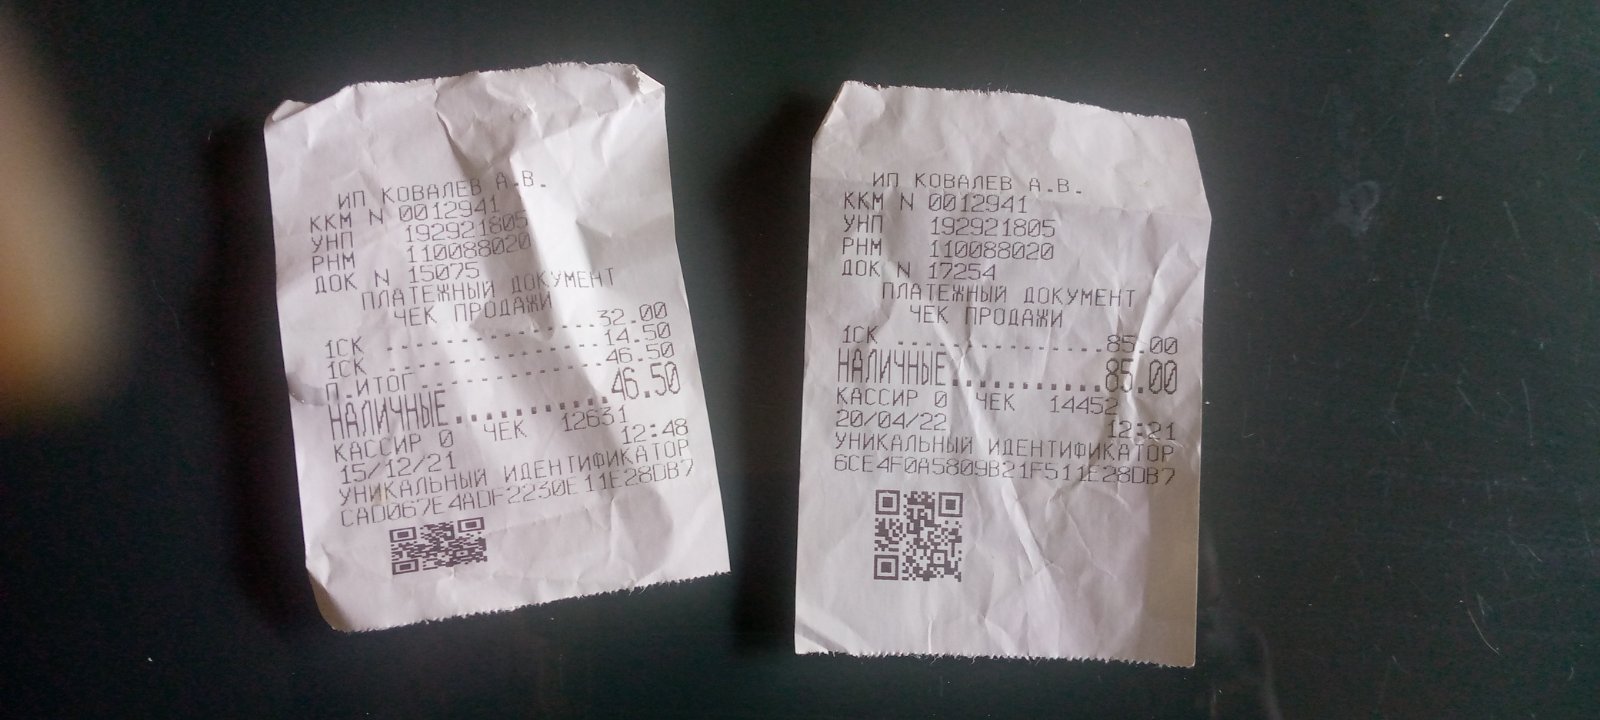 ИП КОВАЛЕВ А.В.
ККМ N 0012941
УНП 192921805
РНМ 110088020
ДОК N 15075
ПЛАТЕЖНЫЙ ДОКУМЕНТ
ЧЕК ПРОДАЖИ
1СК ....................32.00
1СК ....................14.50
П.ИТОГ.................46.50
НАЛИЧНЫЕ...........46.50
КАССИР 0 ЧЕК 12631
15/12/21 12:48
УНИКАЛЬНЫЙ ИДЕНТИФИКАТОР
CAD067E4ADF2230E11E28DB7
ИП КОВАЛЕВ А.В.
ККМ N 0012941
УНП 192921805
РНМ 110088020
ДОК N 17254
ПЛАТЕЖНЫЙ ДОКУМЕНТ
ЧЕК ПРОДАЖИ
1СК ....................85.00
НАЛИЧНЫЕ...........85.00
КАССИР 0 ЧЕК 14452
20/04/22 12:21
УНИКАЛЬНЫЙ ИДЕНТИФИКАТОР
6CE4F0A5809B21F511E28DB7